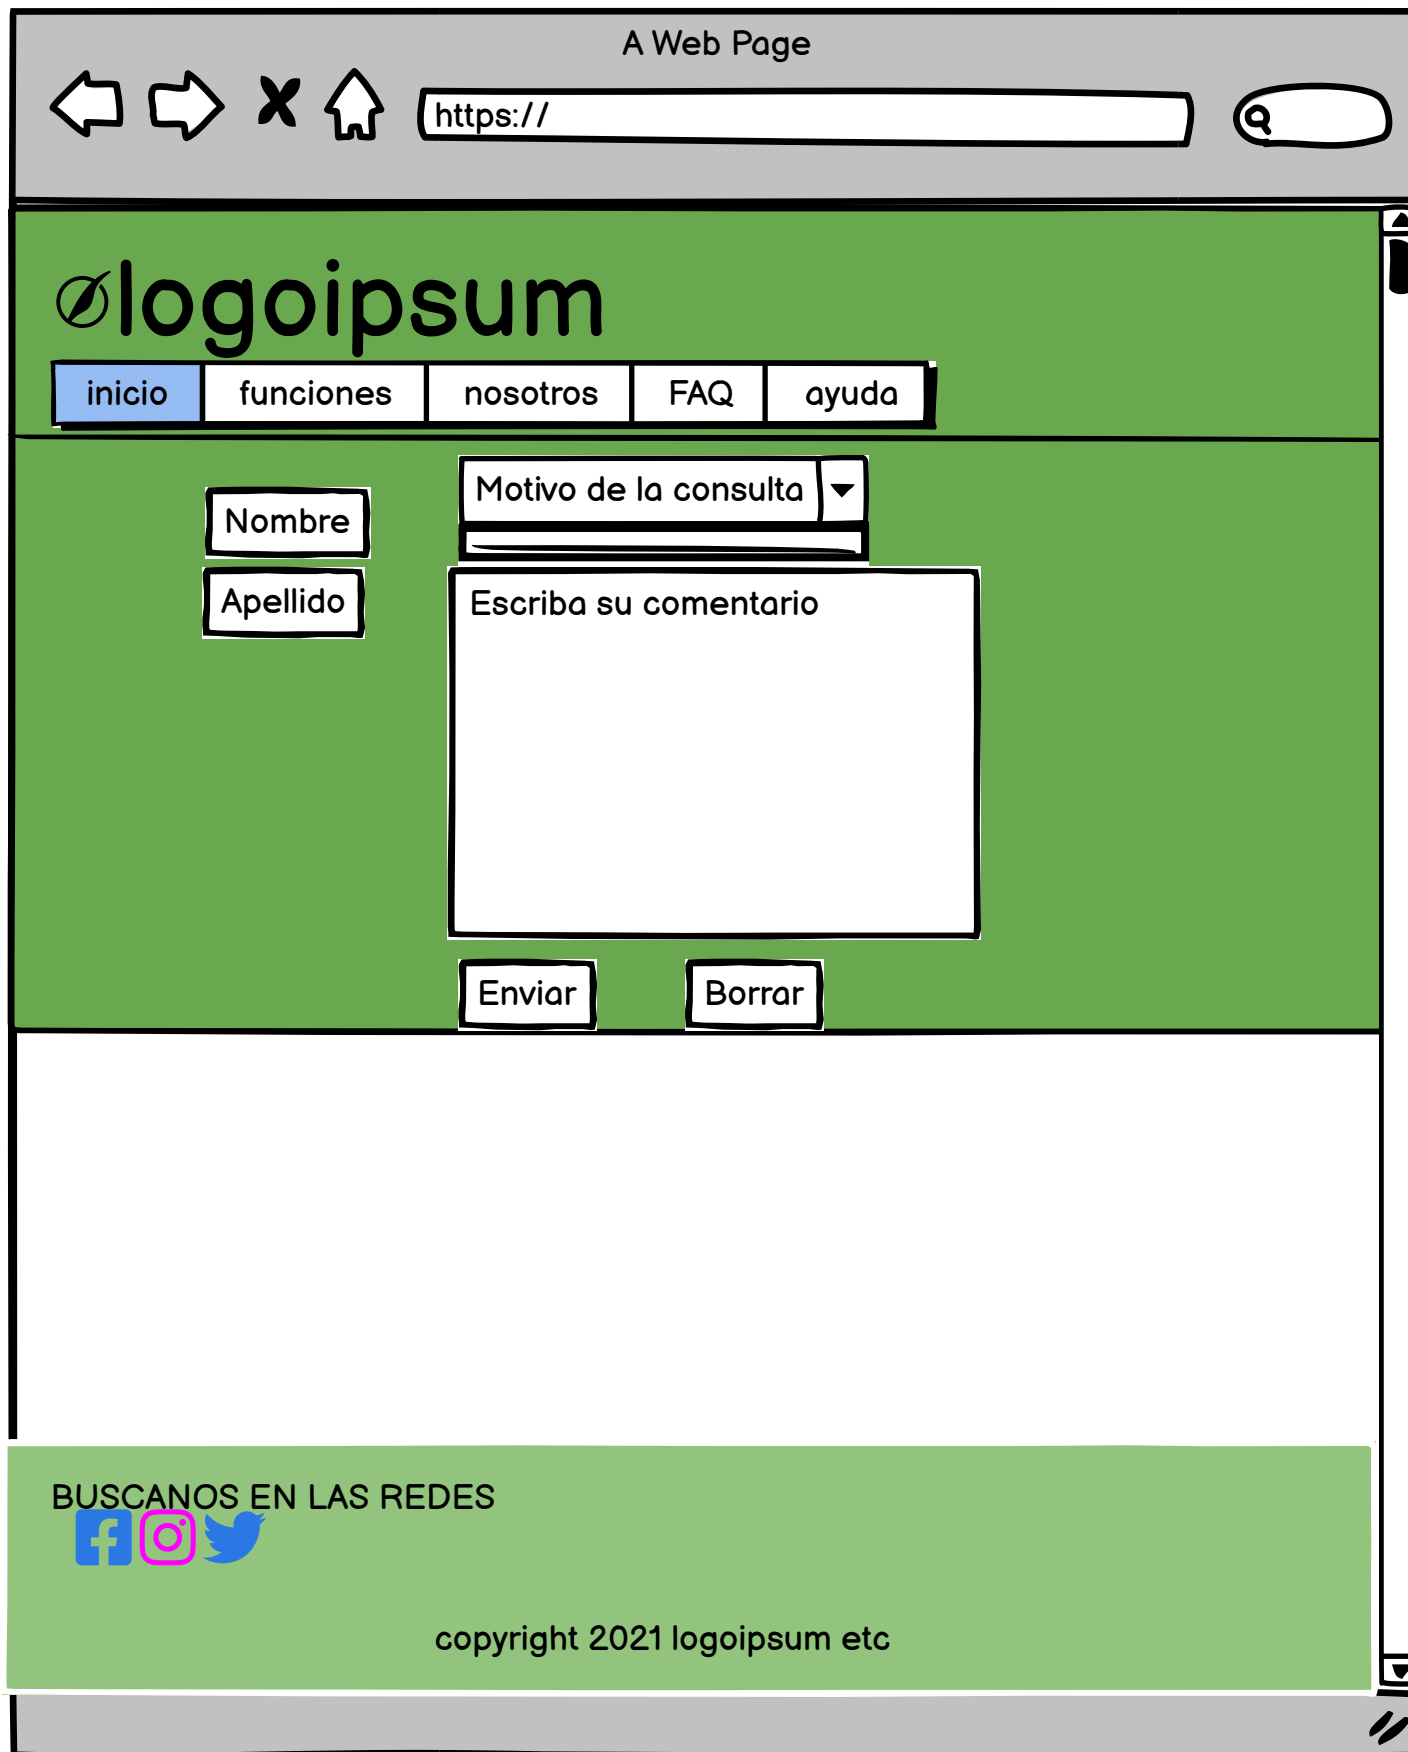 A Web Page
https://
logoipsum
inicio funciones nosotros FAQ ayuda
Motivo de la consulta
Nombre
Apellido
Escriba su comentario
Enviar Borrar
BUSCANOS EN LAS REDES
copyright 2021 logoipsum etc